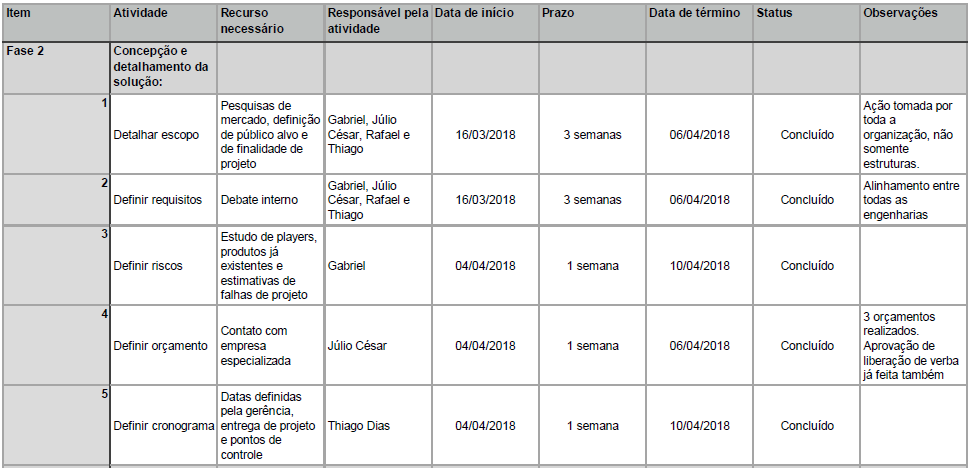 Item Atividade Recurso necessário Responsável pela atividade Data de início Prazo Data de término Status Observações
Fase 2 Concepção e detalhamento da solução:
1 Detalhar escopo Pesquisas de mercado, definição de público alvo e de finalidade de projeto Gabriel, Júlio César, Rafael e Thiago 16/03/2018 3 semanas 06/04/2018 Concluído Ação tomada por toda a organização, não somente estruturas.
2 Definir requisitos Debate interno Gabriel, Júlio César, Rafael e Thiago 16/03/2018 3 semanas 06/04/2018 Concluído Alinhamento entre todas as engenharias
3 Definir riscos Estudo de players, produtos já existentes e estimativas de falhas de projeto Gabriel 04/04/2018 1 semana 10/04/2018 Concluído
4 Definir orçamento Contato com empresa especializada Júlio César 04/04/2018 1 semana 06/04/2018 Concluído 3 orçamentos realizados. Aprovação de liberação de verba já feita também
5 Definir cronograma Datas definidas pela gerência, entrega de projeto e pontos de controle Thiago Dias 04/04/2018 1 semana 10/04/2018 Concluído